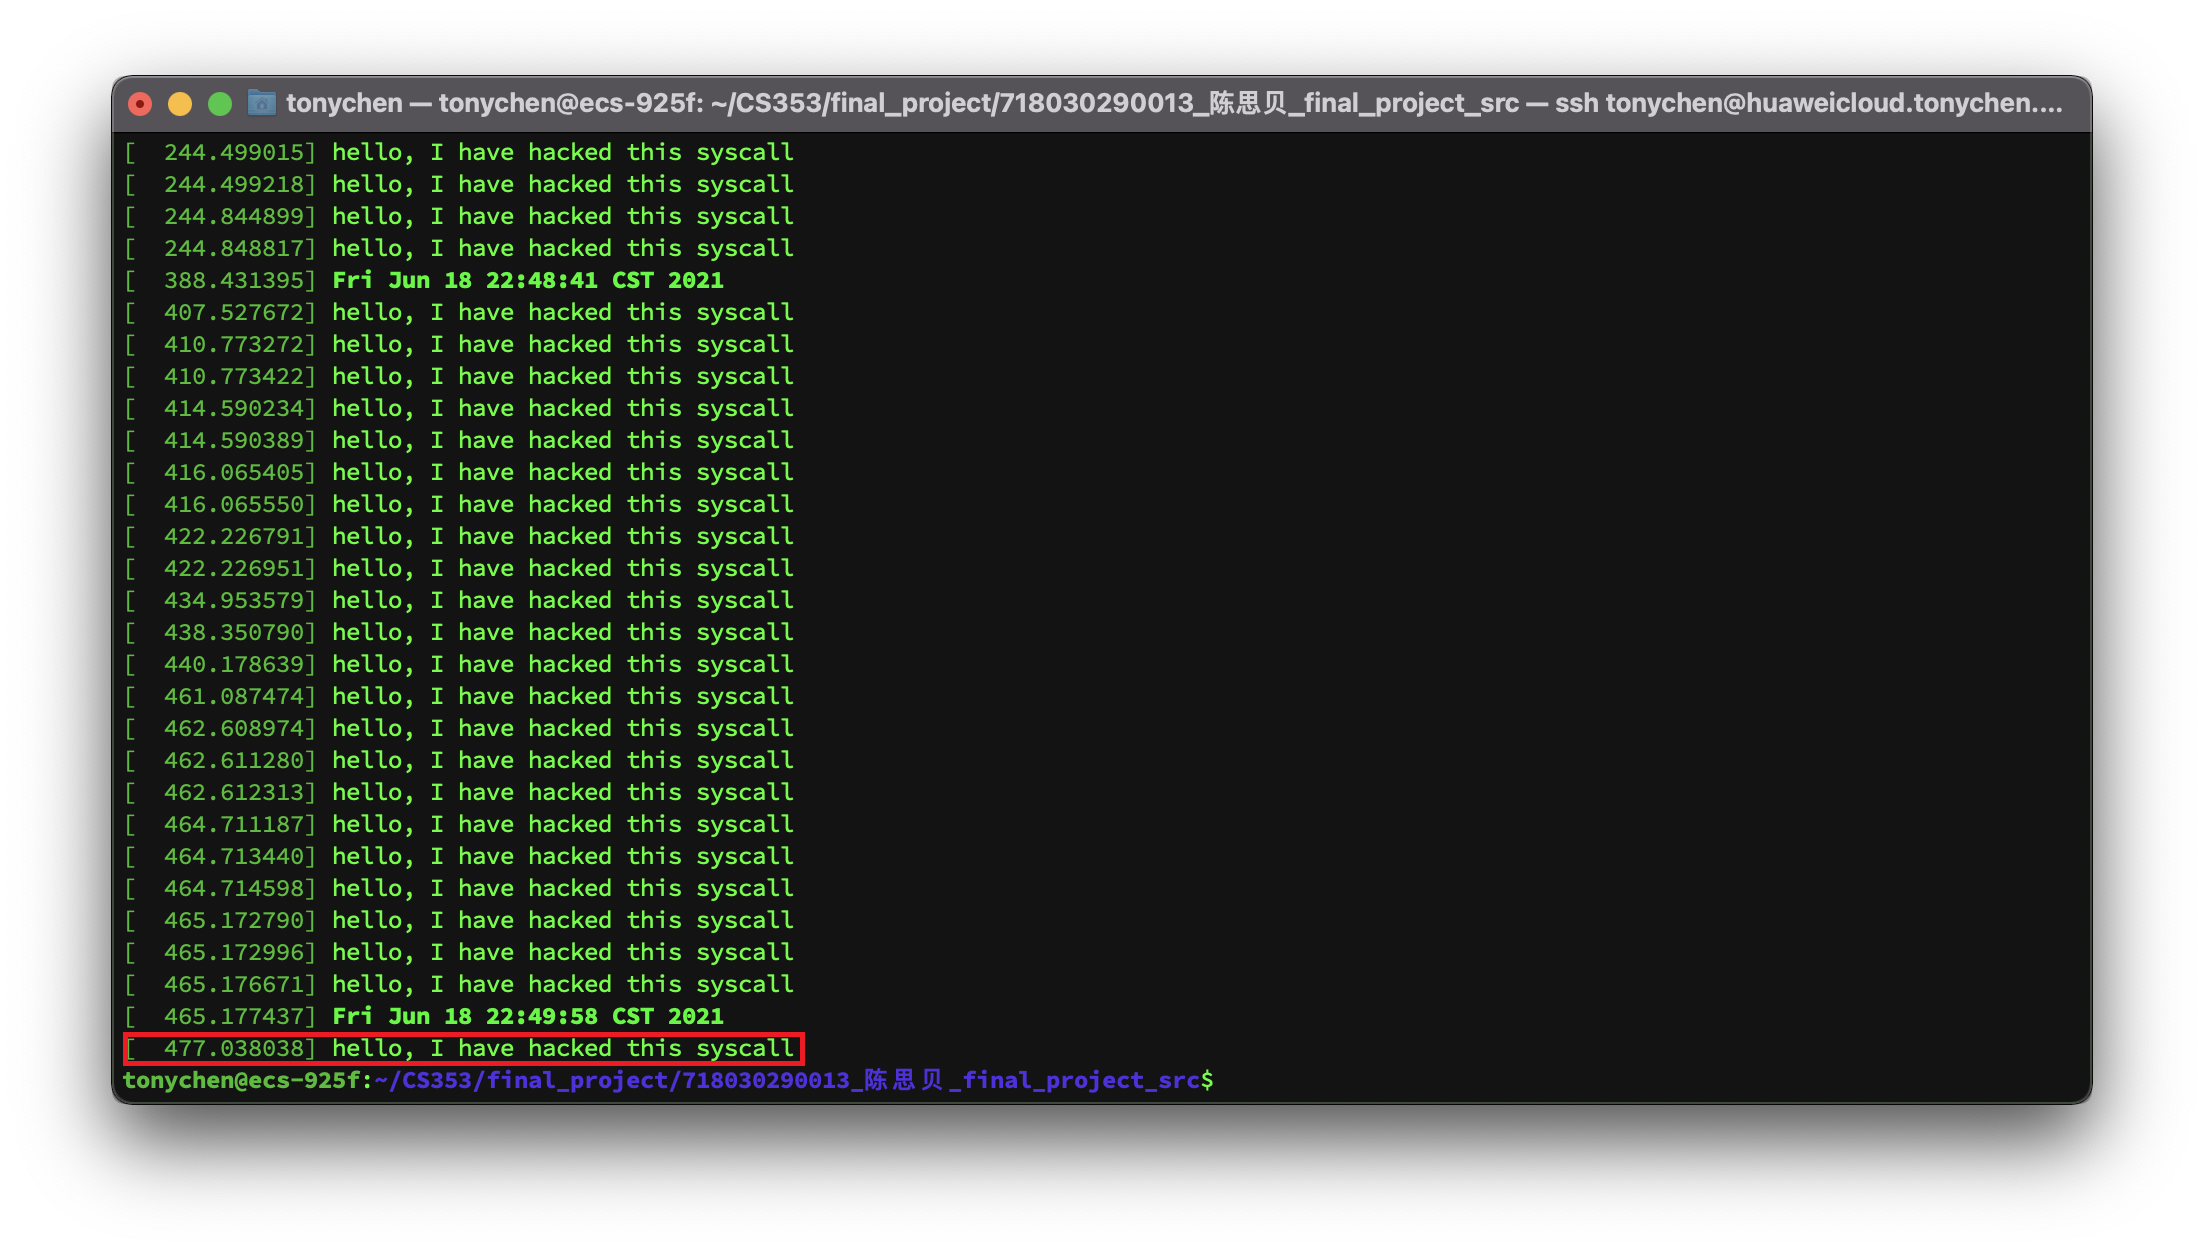 tonychen — tonychen@ecs-925f: ~/CS353/final_project/718030290013_陈思贝_final_project_src — ssh tonychen@huaweicloud.tonychen....
[  244.499015] hello, I have hacked this syscall
[  244.499218] hello, I have hacked this syscall
[  244.844899] hello, I have hacked this syscall
[  244.848817] hello, I have hacked this syscall
[  388.431395] Fri Jun 18 22:48:41 CST 2021
[  407.527672] hello, I have hacked this syscall
[  410.773272] hello, I have hacked this syscall
[  410.773422] hello, I have hacked this syscall
[  414.590234] hello, I have hacked this syscall
[  414.590389] hello, I have hacked this syscall
[  416.065405] hello, I have hacked this syscall
[  416.065550] hello, I have hacked this syscall
[  422.226791] hello, I have hacked this syscall
[  422.226951] hello, I have hacked this syscall
[  434.953579] hello, I have hacked this syscall
[  438.350790] hello, I have hacked this syscall
[  440.178639] hello, I have hacked this syscall
[  461.087474] hello, I have hacked this syscall
[  462.608974] hello, I have hacked this syscall
[  462.611280] hello, I have hacked this syscall
[  462.612313] hello, I have hacked this syscall
[  464.711187] hello, I have hacked this syscall
[  464.713440] hello, I have hacked this syscall
[  464.714598] hello, I have hacked this syscall
[  465.172790] hello, I have hacked this syscall
[  465.172996] hello, I have hacked this syscall
[  465.176671] hello, I have hacked this syscall
[  465.177437] Fri Jun 18 22:49:58 CST 2021
[  477.038038] hello, I have hacked this syscall
tonychen@ecs-925f:~/CS353/final_project/718030290013_陈思贝_final_project_src$